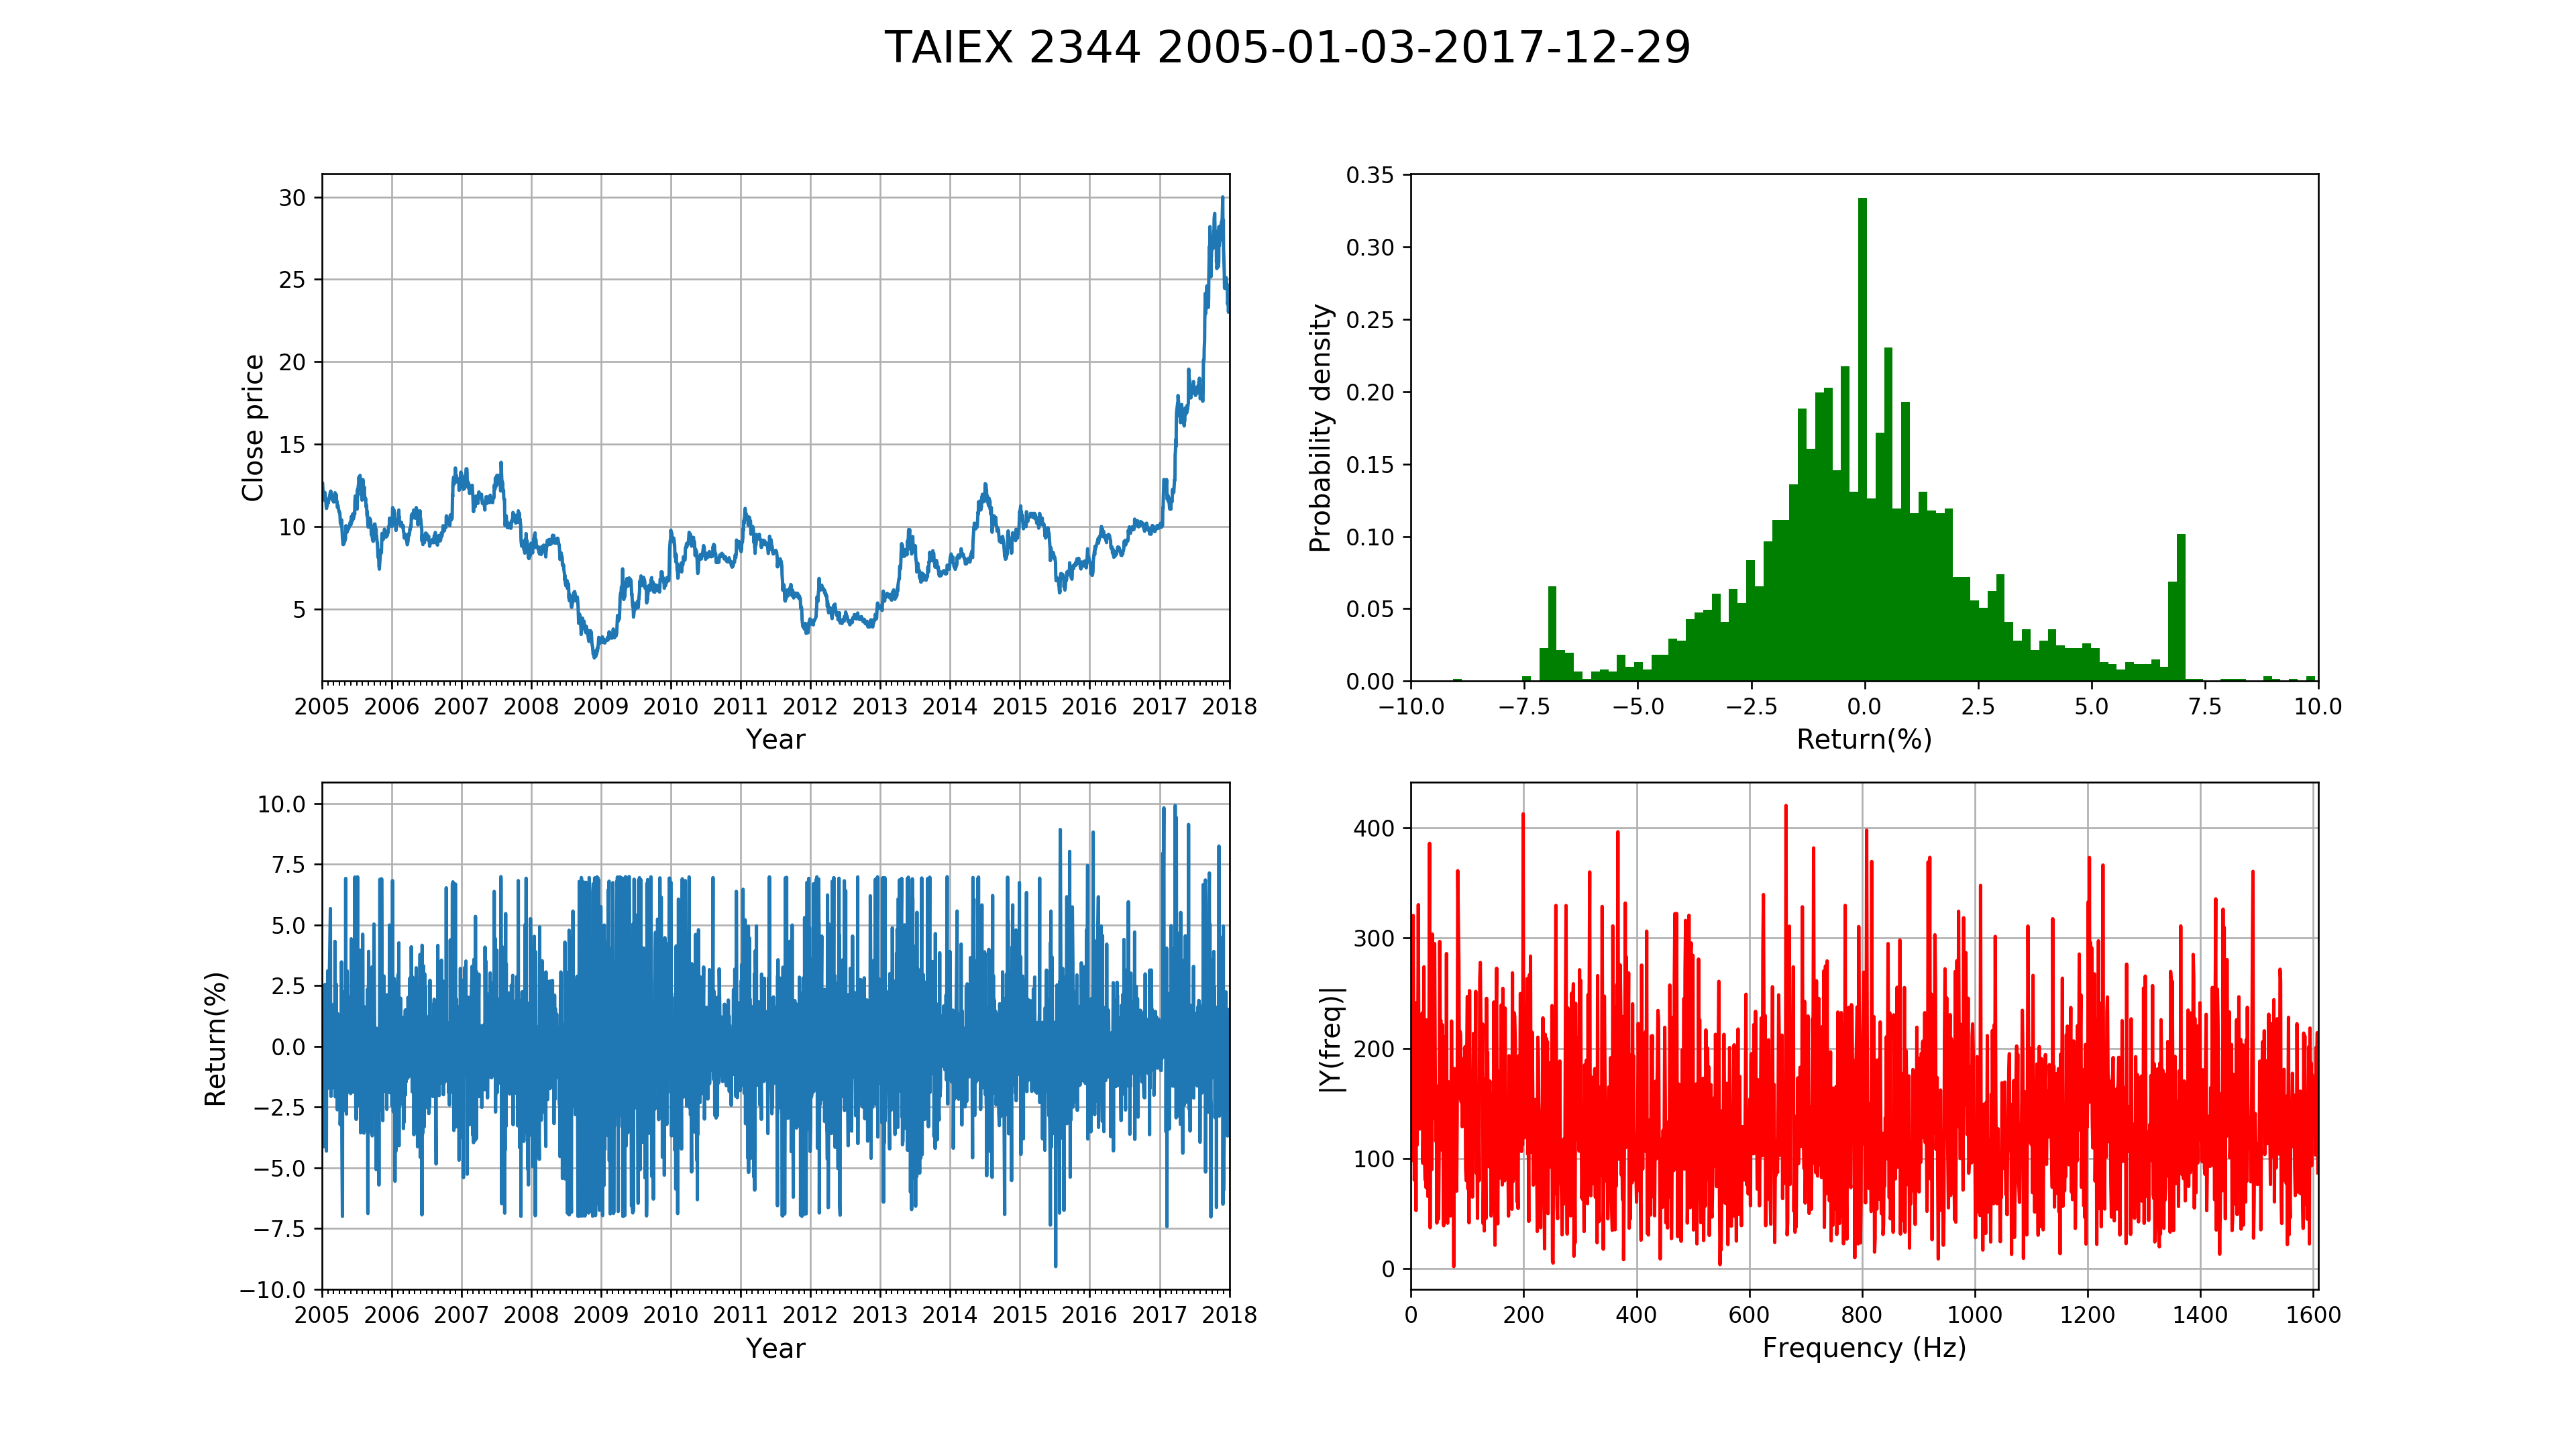 TAIEX 2344 2005-01-03-2017-12-29
30
25
20
15
10
5
Close price
2005 2006 2007 2008 2009 2010 2011 2012 2013 2014 2015 2016 2017 2018
Year
0.35
0.30
0.25
0.20
0.15
0.10
0.05
0.00
Probability density
−10.0 −7.5 −5.0 −2.5 0.0 2.5 5.0 7.5 10.0
Return(%)
10.0
7.5
5.0
2.5
0.0
−2.5
−5.0
−7.5
−10.0
Return(%)
2005 2006 2007 2008 2009 2010 2011 2012 2013 2014 2015 2016 2017 2018
Year
400
300
200
100
0
|Y(freq)|
0 200 400 600 800 1000 1200 1400 1600
Frequency (Hz)